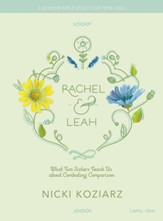 RACHEL
&
LEAH
What Two Sisters Teach Us
about Combating Comparison
NICKI KOZIARZ